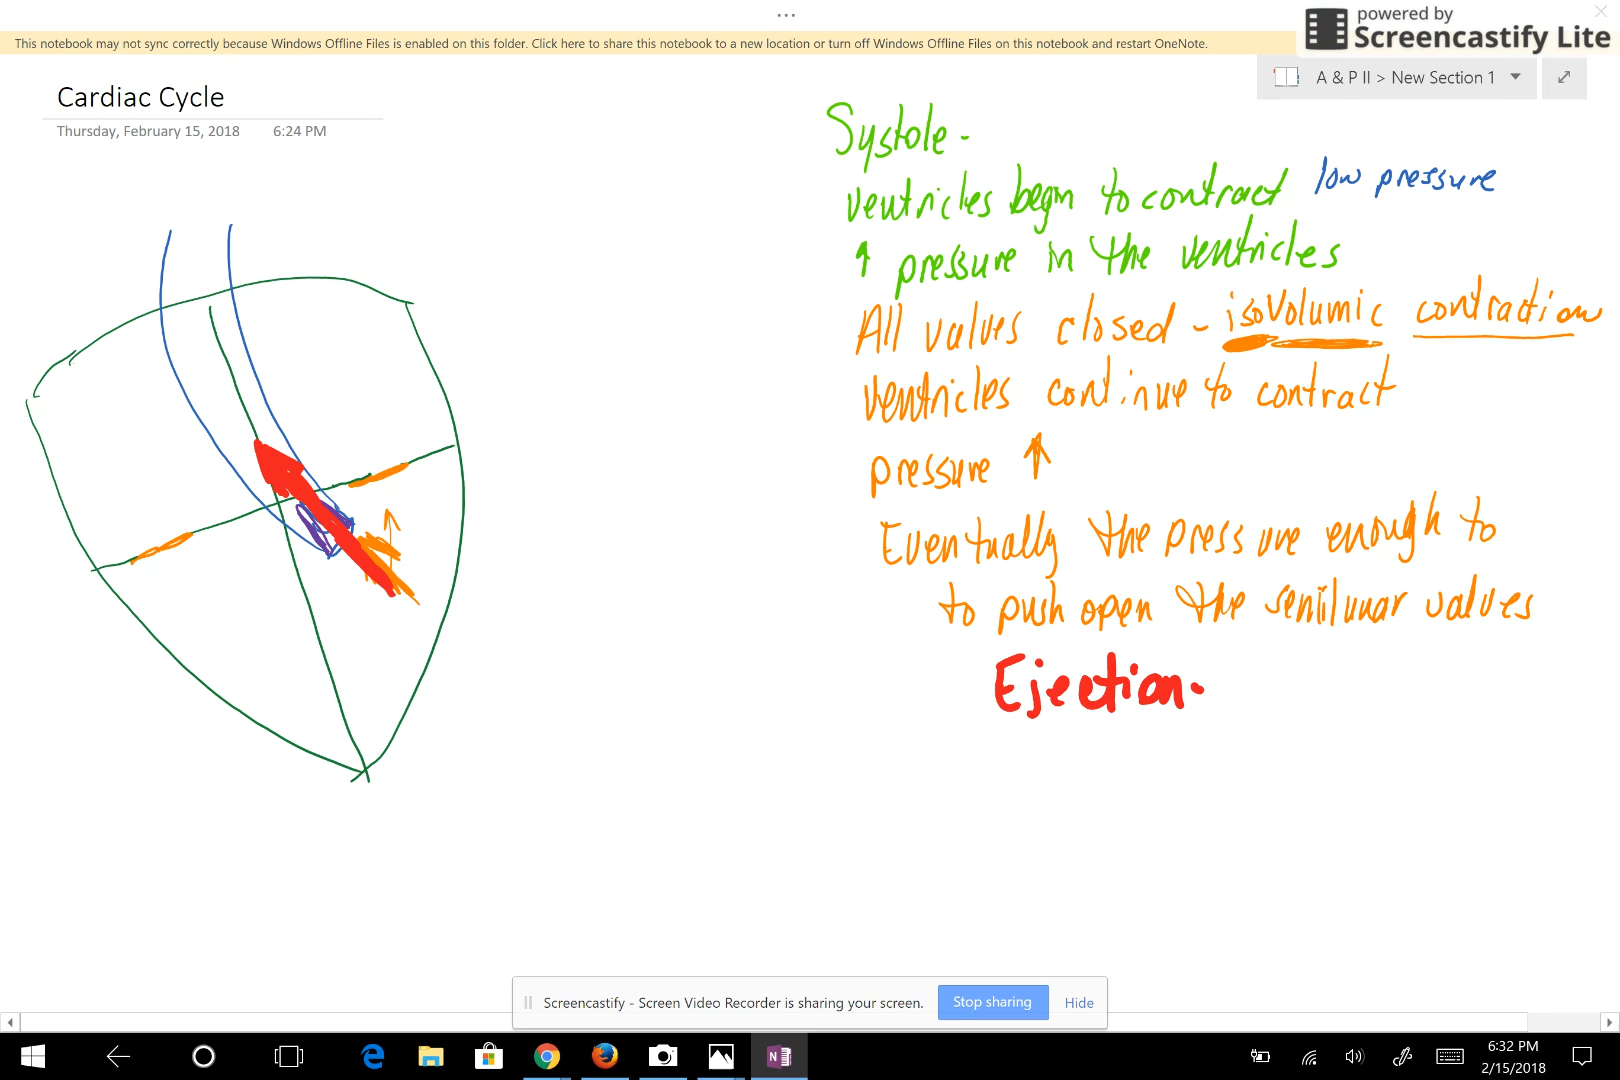 ...
powered by
Screencastify Lite
This notebook may not sync correctly because Windows Offline Files is enabled on this folder. Click here to share this notebook to a new location or turn off Windows Offline Files on this notebook and restart OneNote.
A & P II > New Section 1
Cardiac Cycle
Thursday, February 15, 2018 6:24 PM
Systole -
ventricles begin to contract low pressure
↑ pressure in the ventricles
All valves closed - isovolumic contraction
ventricles continue to contract
pressure ↑
Eventually the pressure enough to
to push open the semilunar valves
Ejection.
Screencastify - Screen Video Recorder is sharing your screen. Stop sharing Hide
6:32 PM
2/15/2018